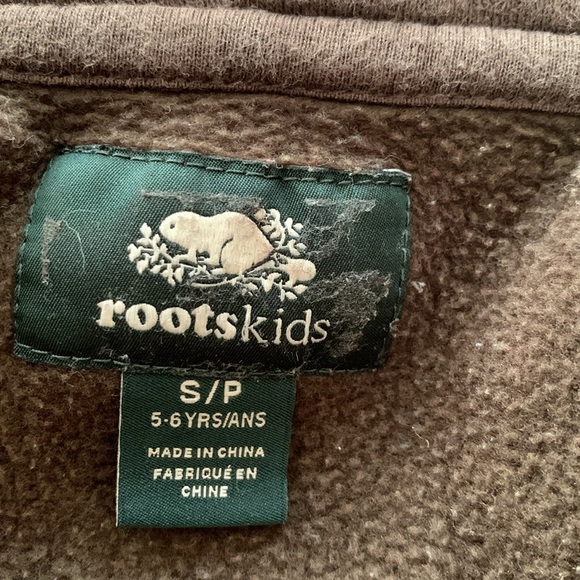 rootskids
S/P
5-6 YRS/ANS
MADE IN CHINA
FABRIQUÉ EN
CHINE